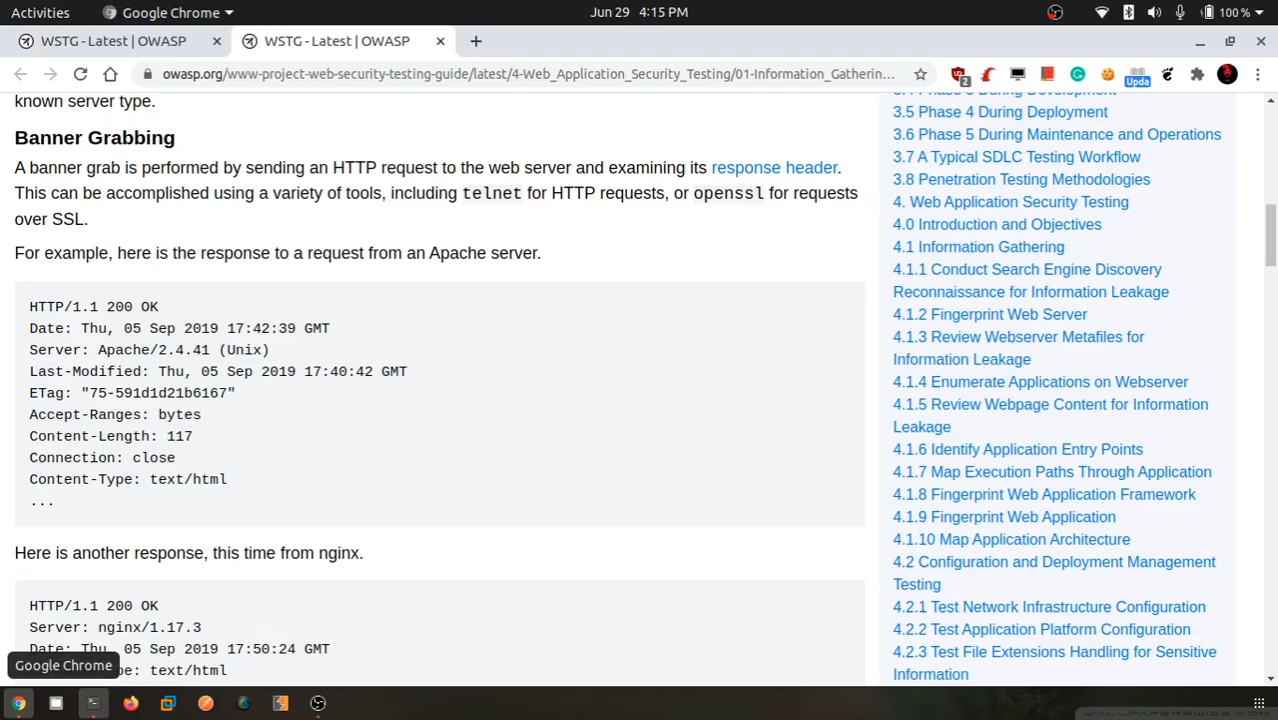 Activities
Google Chrome
Jun 29 4:15 PM
100 %
WSTG - Latest | OWASP
WSTG - Latest | OWASP
owasp.org/www-project-web-security-testing-guide/latest/4-Web_Application_Security_Testing/01-Information_Gatherin...
2
Upda
known server type.
Banner Grabbing
A banner grab is performed by sending an HTTP request to the web server and examining its response header.
This can be accomplished using a variety of tools, including telnet for HTTP requests, or openssl for requests
over SSL.
For example, here is the response to a request from an Apache server.
HTTP/1.1 200 OK
Date: Thu, 05 Sep 2019 17:42:39 GMT
Server: Apache/2.4.41 (Unix)
Last-Modified: Thu, 05 Sep 2019 17:40:42 GMT
ETag: "75-591d1d21b6167"
Accept-Ranges: bytes
Content-Length: 117
Connection: close
Content-Type: text/html
...
Here is another response, this time from nginx.
HTTP/1.1 200 OK
Server: nginx/1.17.3
Date: Thu, 05 Sep 2019 17:50:24 GMT
pe: text/html
Google Chrome
3.5 Phase 4 During Deployment
3.6 Phase 5 During Maintenance and Operations
3.7 A Typical SDLC Testing Workflow
3.8 Penetration Testing Methodologies
4. Web Application Security Testing
4.0 Introduction and Objectives
4.1 Information Gathering
4.1.1 Conduct Search Engine Discovery
Reconnaissance for Information Leakage
4.1.2 Fingerprint Web Server
4.1.3 Review Webserver Metafiles for
Information Leakage
4.1.4 Enumerate Applications on Webserver
4.1.5 Review Webpage Content for Information
Leakage
4.1.6 Identify Application Entry Points
4.1.7 Map Execution Paths Through Application
4.1.8 Fingerprint Web Application Framework
4.1.9 Fingerprint Web Application
4.1.10 Map Application Architecture
4.2 Configuration and Deployment Management
Testing
4.2.1 Test Network Infrastructure Configuration
4.2.2 Test Application Platform Configuration
4.2.3 Test File Extensions Handling for Sensitive
Information